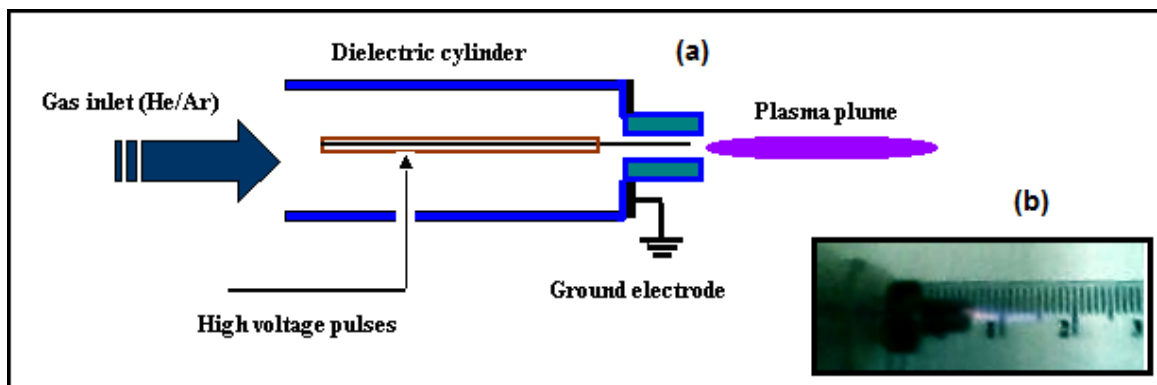 Dielectric cylinder
(a)
Gas inlet (He/Ar)
Plasma plume
(b)
Ground electrode
High voltage pulses
1 2 3